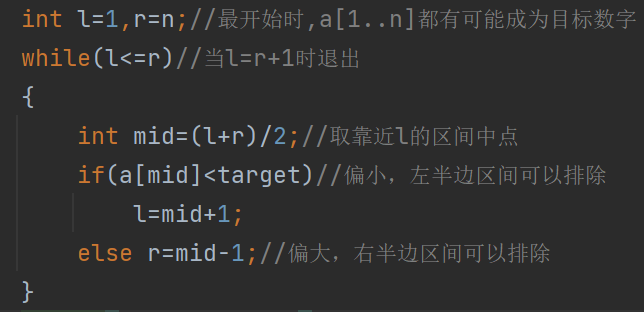 int l=1,r=n;//最开始时,a[1..n]都有可能成为目标数字
while(l<=r)//当l=r+1时退出
{
int mid=(l+r)/2;//取靠近l的区间中点
if(a[mid]<target)//偏小，左半边区间可以排除
l=mid+1;
else r=mid-1;//偏大，右半边区间可以排除
}